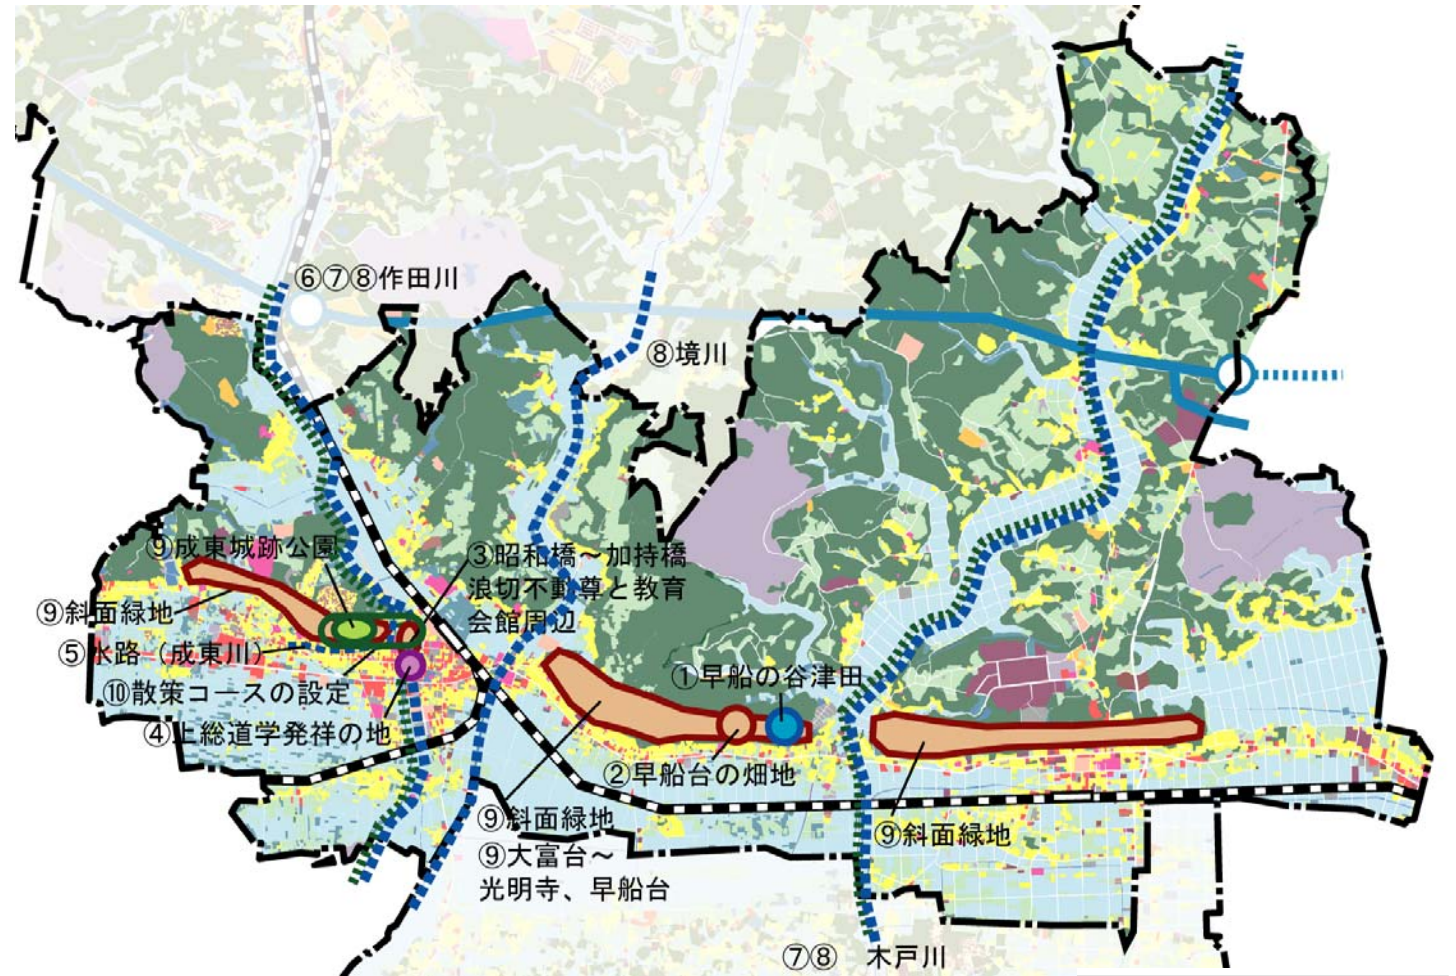 ⑥⑦⑧作田川
⑧境川
⑨成東城跡公園
③昭和橋～加持橋
浪切不動尊と教育
会館周辺
⑨斜面緑地
⑤水路（成東川）
①早船の谷津田
⑩散策コースの設定
④上総道学発祥の地
②早船台の畑地
⑨斜面緑地
⑨斜面緑地
⑨大富台～
光明寺、早船台
⑦⑧ 木戸川